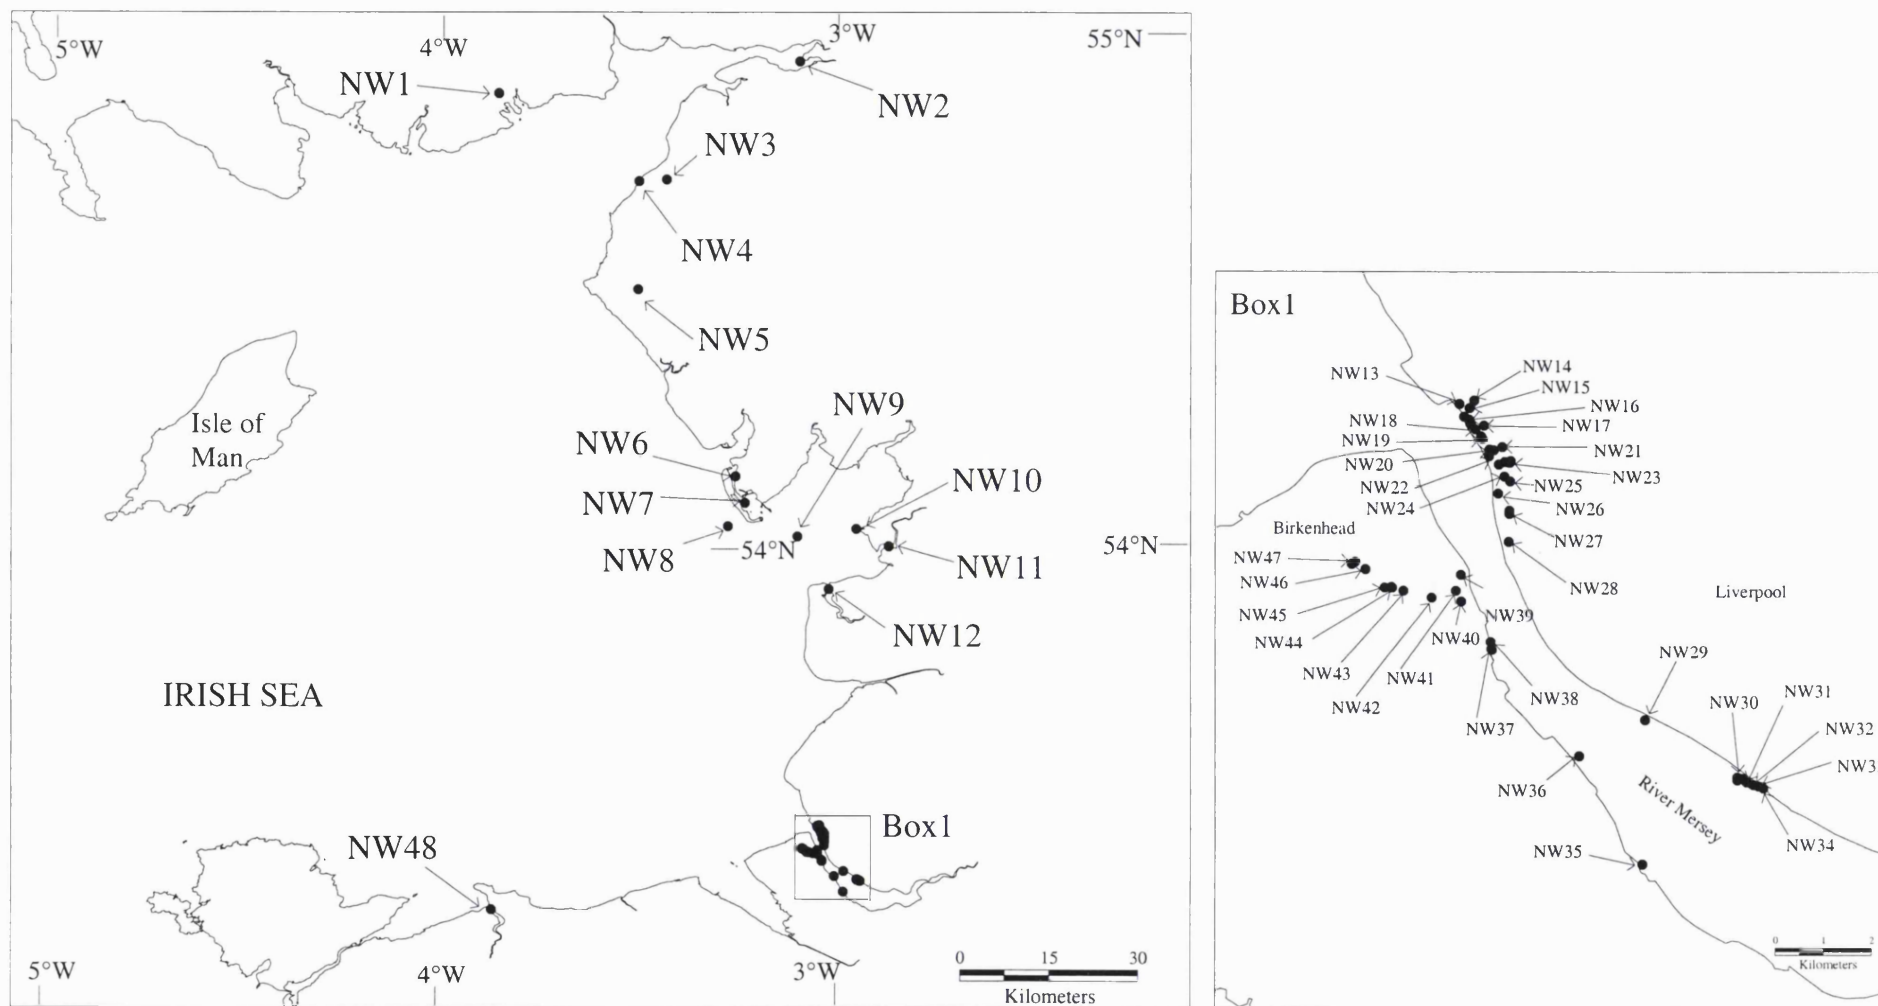 5°W
4°W
3°W
55°N
NW1
NW2
NW3
NW4
NW5
Isle of
Man
NW9
NW6
NW10
NW7
NW8
54°N
54°N
NW11
NW12
IRISH SEA
Box1
NW48
5°W
4°W
3°W
0 15 30
Kilometers
Box1
NW14
NW13
NW15
NW16
NW18
NW17
NW19
NW21
NW20
NW23
NW22
NW25
NW24
NW26
Birkenhead
NW27
NW47
NW28
NW46
Liverpool
NW45
NW39
NW44
NW40
NW29
NW43
NW41
NW31
NW42
NW38
NW30
NW37
NW32
NW3
NW36
River Mersey
NW34
NW35
0 1 2
Kilometers